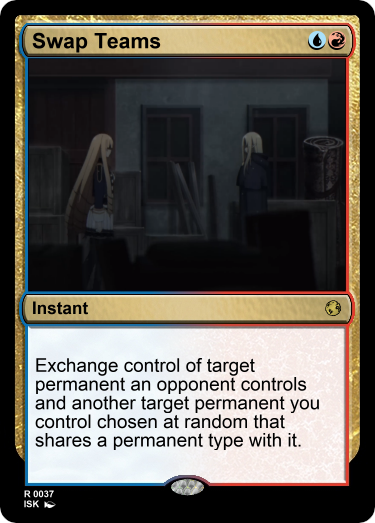 Swap Teams
Instant
Exchange control of target
permanent an opponent controls
and another target permanent you
control chosen at random that
shares a permanent type with it.
R 0037
ISK